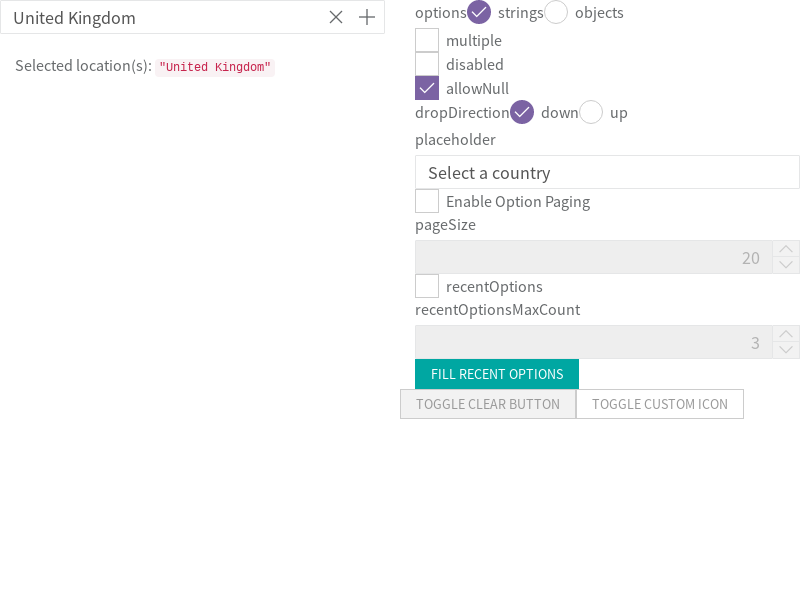 United Kingdom
Selected location(s): "United Kingdom"
options strings objects
multiple
disabled
allowNull
dropDirection down up
placeholder
Select a country
Enable Option Paging
pageSize
20
recentOptions
recentOptionsMaxCount
3
FILL RECENT OPTIONS
TOGGLE CLEAR BUTTON TOGGLE CUSTOM ICON